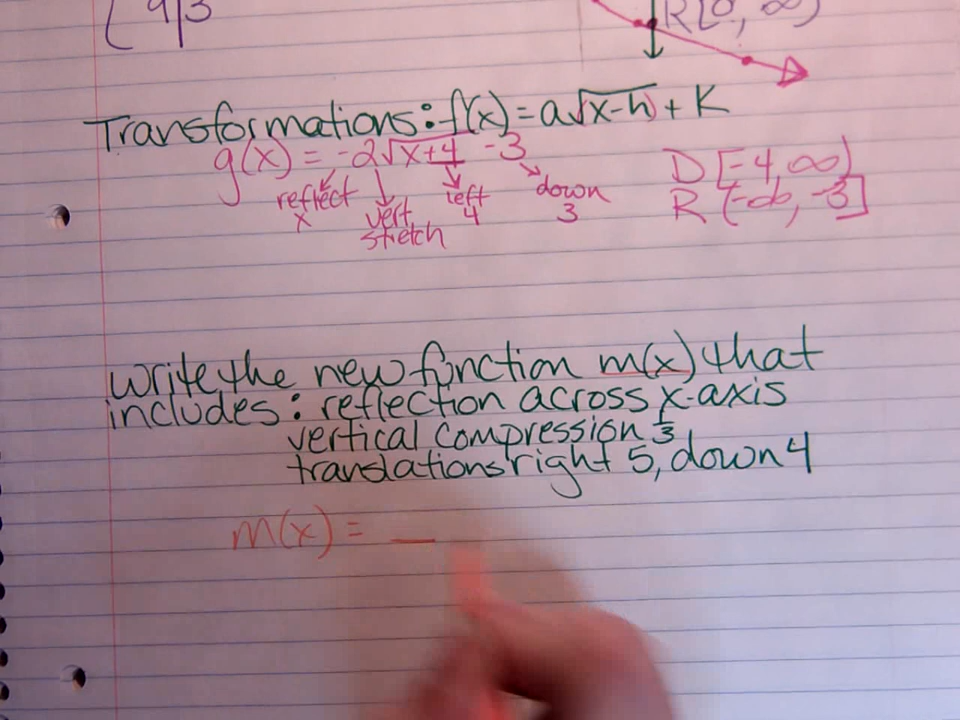 9|3
R[0, ∞)
Transformations: f(x) = a√x-h + K
g(x) = -2√x+4 -3
D [-4, ∞)
R (-∞, -3]
reflect x
vert stretch
left 4
down 3
write the new function m(x) that
includes: reflection across x-axis
vertical compression 1/3
translations right 5, down 4
m(x) = _